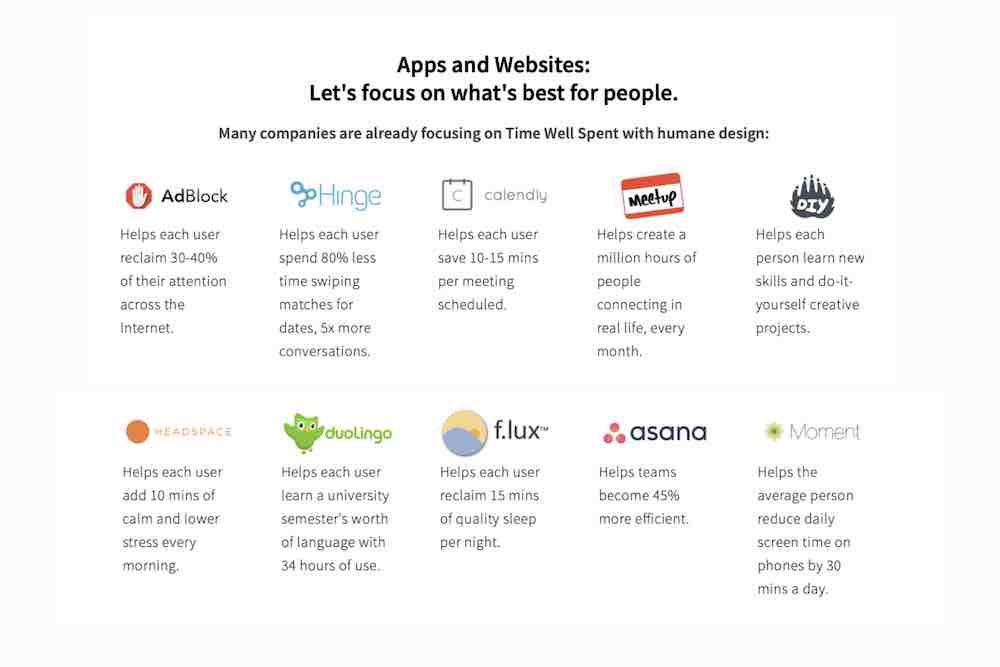 Apps and Websites:
Let's focus on what's best for people.
Many companies are already focusing on Time Well Spent with humane design:
AdBlock
Helps each user
reclaim 30-40%
of their attention
across the
Internet.
Hinge
Helps each user
spend 80% less
time swiping
matches for
dates, 5x more
conversations.
C calendly
Helps each user
save 10-15 mins
per meeting
scheduled.
Meetup
Helps create a
million hours of
people
connecting in
real life, every
month.
DIY
Helps each
person learn new
skills and do-it-
yourself creative
projects.
HEADSPACE
Helps each user
add 10 mins of
calm and lower
stress every
morning.
duolingo
Helps each user
learn a university
semester's worth
of language with
34 hours of use.
f.lux™
Helps each user
reclaim 15 mins
of quality sleep
per night.
asana
Helps teams
become 45%
more efficient.
Moment
Helps the
average person
reduce daily
screen time on
phones by 30
mins a day.